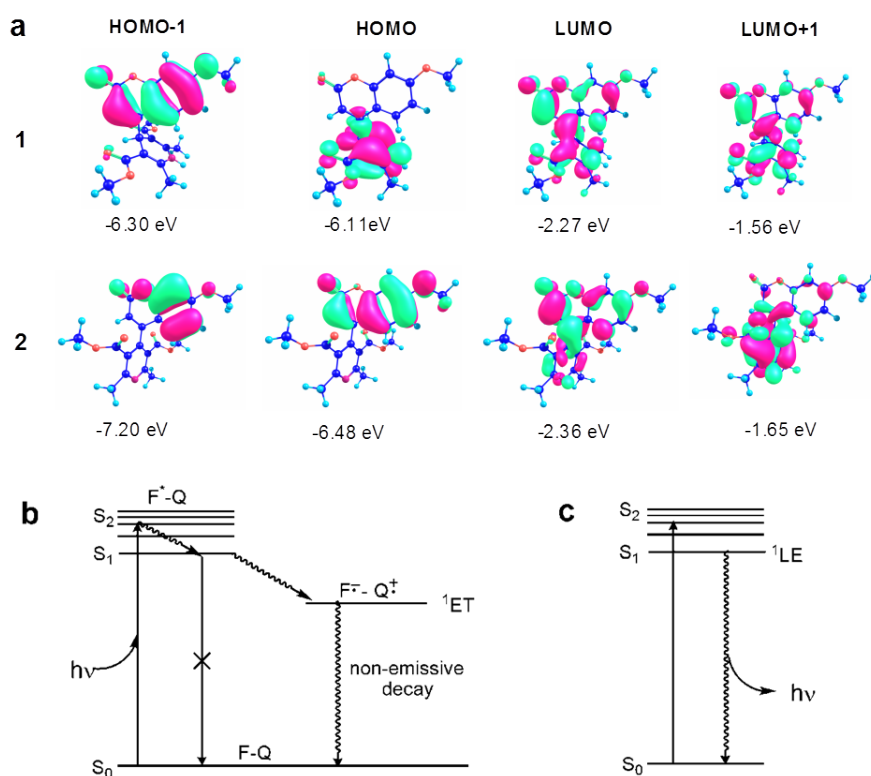 a
HOMO-1 HOMO LUMO LUMO+1
1
-6.30 eV -6.11eV -2.27 eV -1.56 eV
2
-7.20 eV -6.48 eV -2.36 eV -1.65 eV
b
F*-Q
S₂
S₁
F•⁻ - Q•⁺
¹ET
hν
non-emissive
decay
F-Q
S₀
c
S₂
S₁
¹LE
hν
S₀